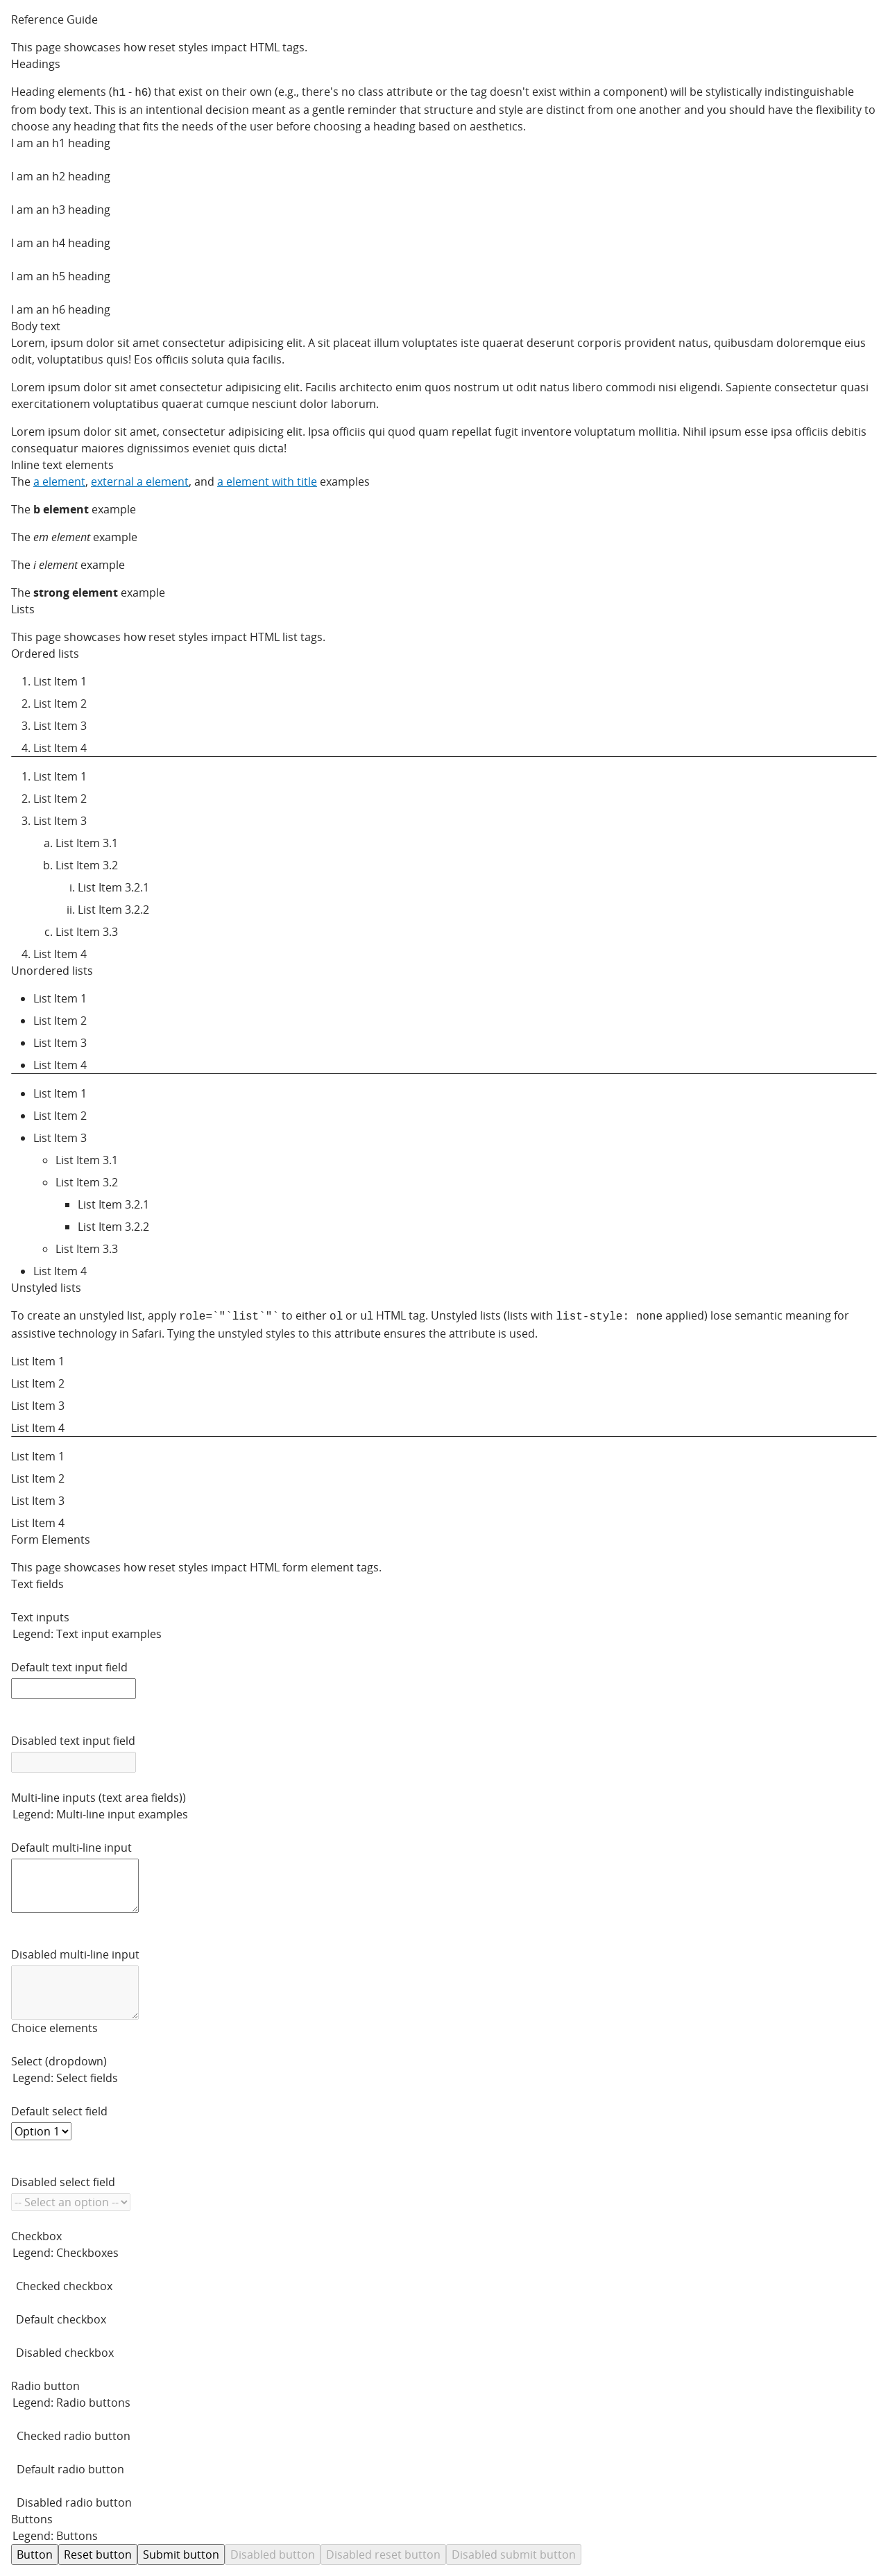 Reference Guide
This page showcases how reset styles impact HTML tags.
Headings
Heading elements (h1 - h6) that exist on their own (e.g., there's no class attribute or the tag doesn't exist within a component) will be stylistically indistinguishable
from body text. This is an intentional decision meant as a gentle reminder that structure and style are distinct from one another and you should have the flexibility to
choose any heading that fits the needs of the user before choosing a heading based on aesthetics.
I am an h1 heading
I am an h2 heading
I am an h3 heading
I am an h4 heading
I am an h5 heading
I am an h6 heading
Body text
Lorem, ipsum dolor sit amet consectetur adipisicing elit. A sit placeat illum voluptates iste quaerat deserunt corporis provident natus, quibusdam doloremque eius
odit, voluptatibus quis! Eos officiis soluta quia facilis.
Lorem ipsum dolor sit amet consectetur adipisicing elit. Facilis architecto enim quos nostrum ut odit natus libero commodi nisi eligendi. Sapiente consectetur quasi
exercitationem voluptatibus quaerat cumque nesciunt dolor laborum.
Lorem ipsum dolor sit amet, consectetur adipisicing elit. Ipsa officiis qui quod quam repellat fugit inventore voluptatum mollitia. Nihil ipsum esse ipsa officiis debitis
consequatur maiores dignissimos eveniet quis dicta!
Inline text elements
The a element, external a element, and a element with title examples
The b element example
The em element example
The i element example
The strong element example
Lists
This page showcases how reset styles impact HTML list tags.
Ordered lists
1. List Item 1
2. List Item 2
3. List Item 3
4. List Item 4
1. List Item 1
2. List Item 2
3. List Item 3
a. List Item 3.1
b. List Item 3.2
i. List Item 3.2.1
ii. List Item 3.2.2
c. List Item 3.3
4. List Item 4
Unordered lists
• List Item 1
• List Item 2
• List Item 3
• List Item 4
• List Item 1
• List Item 2
• List Item 3
◦ List Item 3.1
◦ List Item 3.2
▪ List Item 3.2.1
▪ List Item 3.2.2
◦ List Item 3.3
• List Item 4
Unstyled lists
To create an unstyled list, apply role=`"`list`"` to either ol or ul HTML tag. Unstyled lists (lists with list-style: none applied) lose semantic meaning for
assistive technology in Safari. Tying the unstyled styles to this attribute ensures the attribute is used.
List Item 1
List Item 2
List Item 3
List Item 4
List Item 1
List Item 2
List Item 3
List Item 4
Form Elements
This page showcases how reset styles impact HTML form element tags.
Text fields
Text inputs
Legend: Text input examples
Default text input field
Disabled text input field
Multi-line inputs (text area fields))
Legend: Multi-line input examples
Default multi-line input
Disabled multi-line input
Choice elements
Select (dropdown)
Legend: Select fields
Default select field
Option 1
Disabled select field
-- Select an option --
Checkbox
Legend: Checkboxes
Checked checkbox
Default checkbox
Disabled checkbox
Radio button
Legend: Radio buttons
Checked radio button
Default radio button
Disabled radio button
Buttons
Legend: Buttons
Button Reset button Submit button Disabled button Disabled reset button Disabled submit button